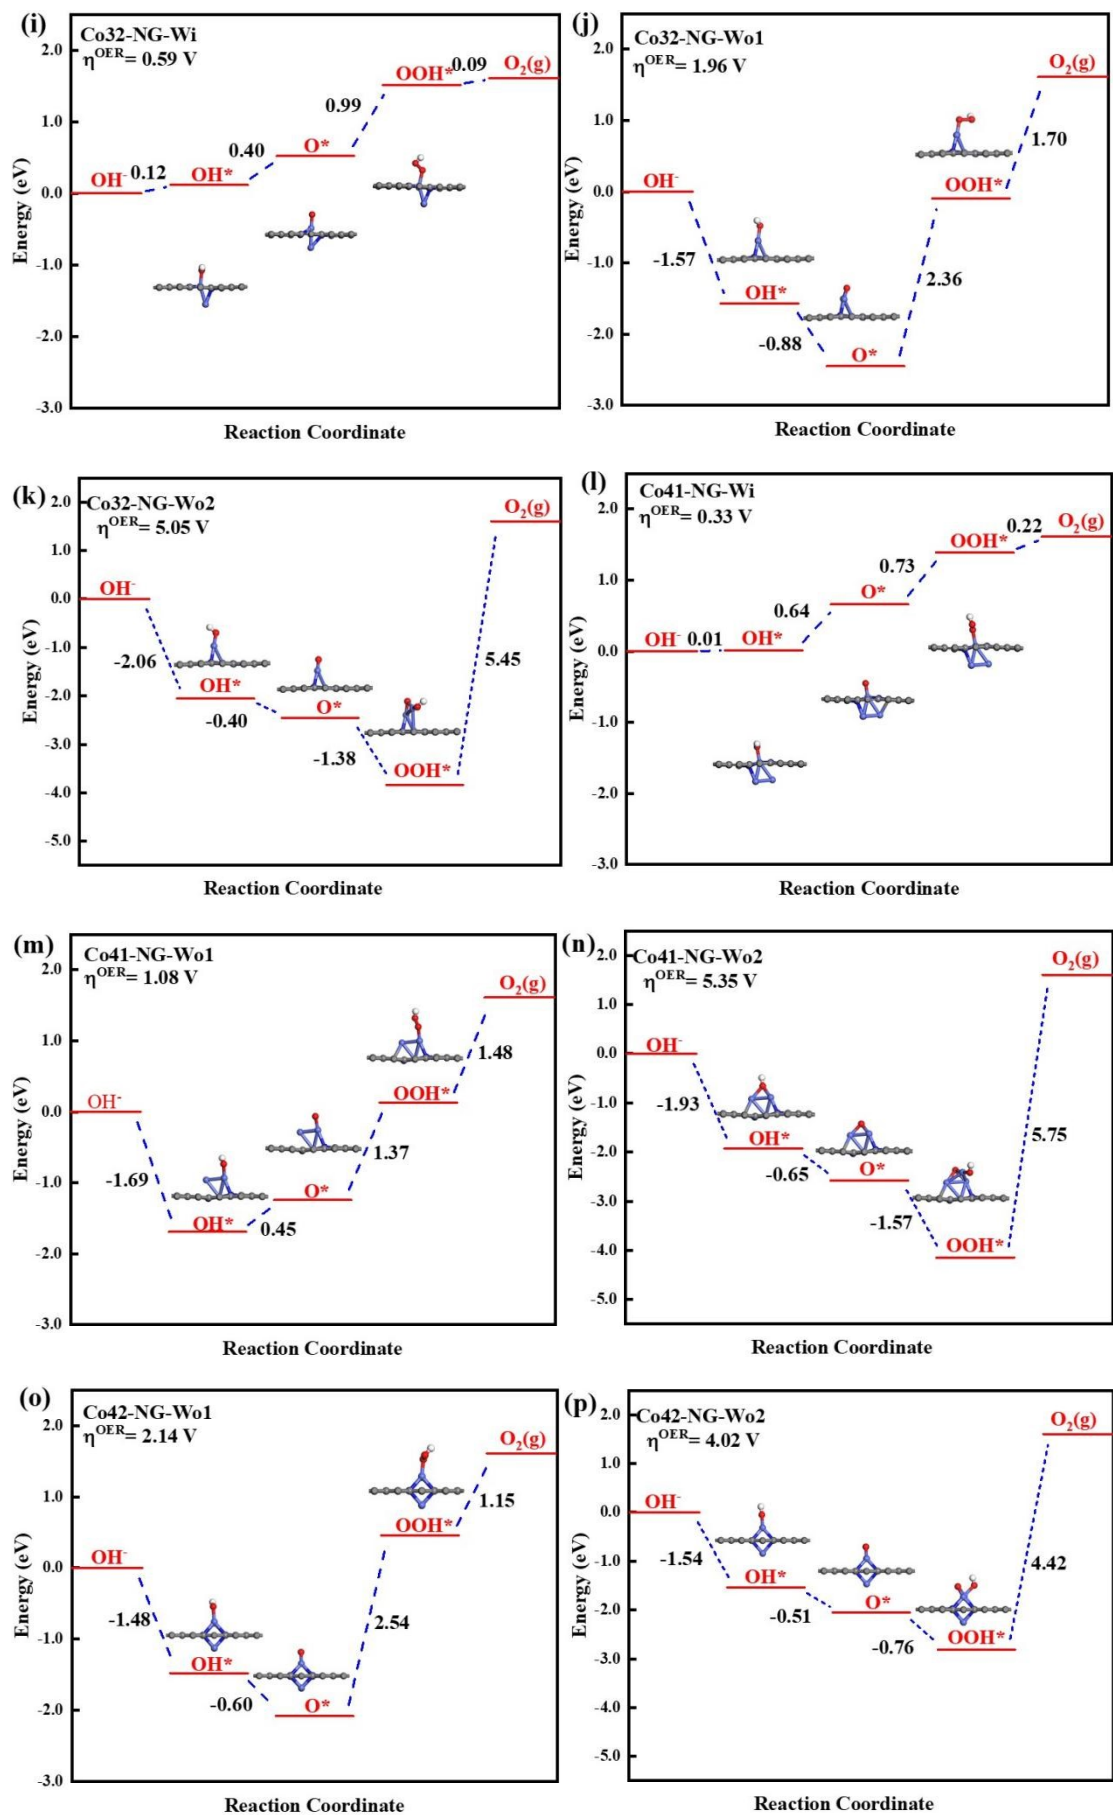 (i)
Co32-NG-Wi
η^OER= 0.59 V
2.0
1.0
0.0
-1.0
-2.0
-3.0
Energy (eV)
OH⁻
0.12
OH*
0.40
O*
0.99
OOH*
0.09
O₂(g)
Reaction Coordinate
(j)
Co32-NG-Wo1
η^OER= 1.96 V
2.0
1.0
0.0
-1.0
-2.0
-3.0
Energy (eV)
OH⁻
-1.57
OH*
-0.88
O*
2.36
OOH*
1.70
O₂(g)
Reaction Coordinate
(k)
Co32-NG-Wo2
η^OER= 5.05 V
2.0
1.0
0.0
-1.0
-2.0
-3.0
-4.0
-5.0
Energy (eV)
OH⁻
-2.06
OH*
-0.40
O*
-1.38
OOH*
5.45
O₂(g)
Reaction Coordinate
(l)
Co41-NG-Wi
η^OER= 0.33 V
2.0
1.0
0.0
-1.0
-2.0
-3.0
Energy (eV)
OH⁻
0.01
OH*
0.64
O*
0.73
OOH*
0.22
O₂(g)
Reaction Coordinate
(m)
Co41-NG-Wo1
η^OER= 1.08 V
2.0
1.0
0.0
-1.0
-2.0
-3.0
Energy (eV)
OH⁻
-1.69
OH*
0.45
O*
1.37
OOH*
1.48
O₂(g)
Reaction Coordinate
(n)
Co41-NG-Wo2
η^OER= 5.35 V
2.0
1.0
0.0
-1.0
-2.0
-3.0
-4.0
-5.0
Energy (eV)
OH⁻
-1.93
OH*
-0.65
O*
-1.57
OOH*
5.75
O₂(g)
Reaction Coordinate
(o)
Co42-NG-Wo1
η^OER= 2.14 V
2.0
1.0
0.0
-1.0
-2.0
-3.0
Energy (eV)
OH⁻
-1.48
OH*
-0.60
O*
2.54
OOH*
1.15
O₂(g)
Reaction Coordinate
(p)
Co42-NG-Wo2
η^OER= 4.02 V
2.0
1.0
0.0
-1.0
-2.0
-3.0
-4.0
-5.0
Energy (eV)
OH⁻
-1.54
OH*
-0.51
O*
-0.76
OOH*
4.42
O₂(g)
Reaction Coordinate